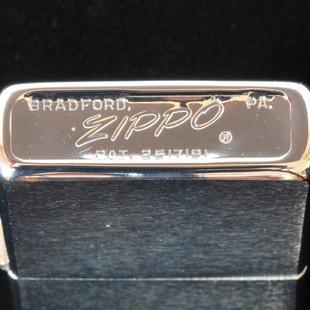 BRADFORD, PA.
ZIPPO ®
PAT. 2517191